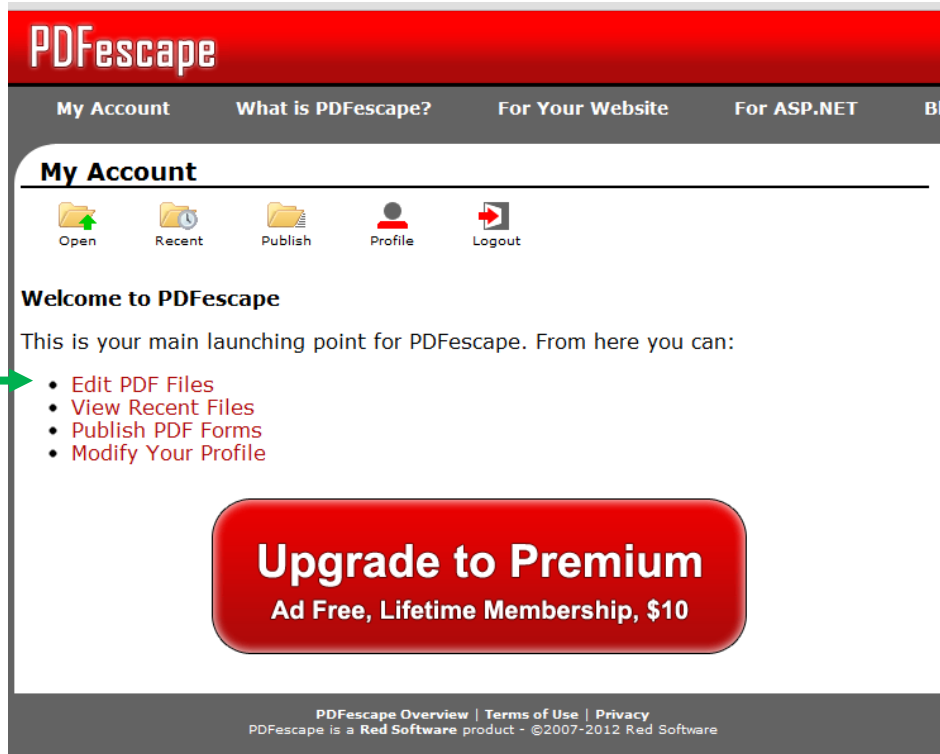 PDFescape
My Account What is PDFescape? For Your Website For ASP.NET
My Account
Open Recent Publish Profile Logout
Welcome to PDFescape
This is your main launching point for PDFescape. From here you can:
• Edit PDF Files
• View Recent Files
• Publish PDF Forms
• Modify Your Profile
Upgrade to Premium
Ad Free, Lifetime Membership, $10
PDFescape Overview | Terms of Use | Privacy
PDFescape is a Red Software product - ©2007-2012 Red Software